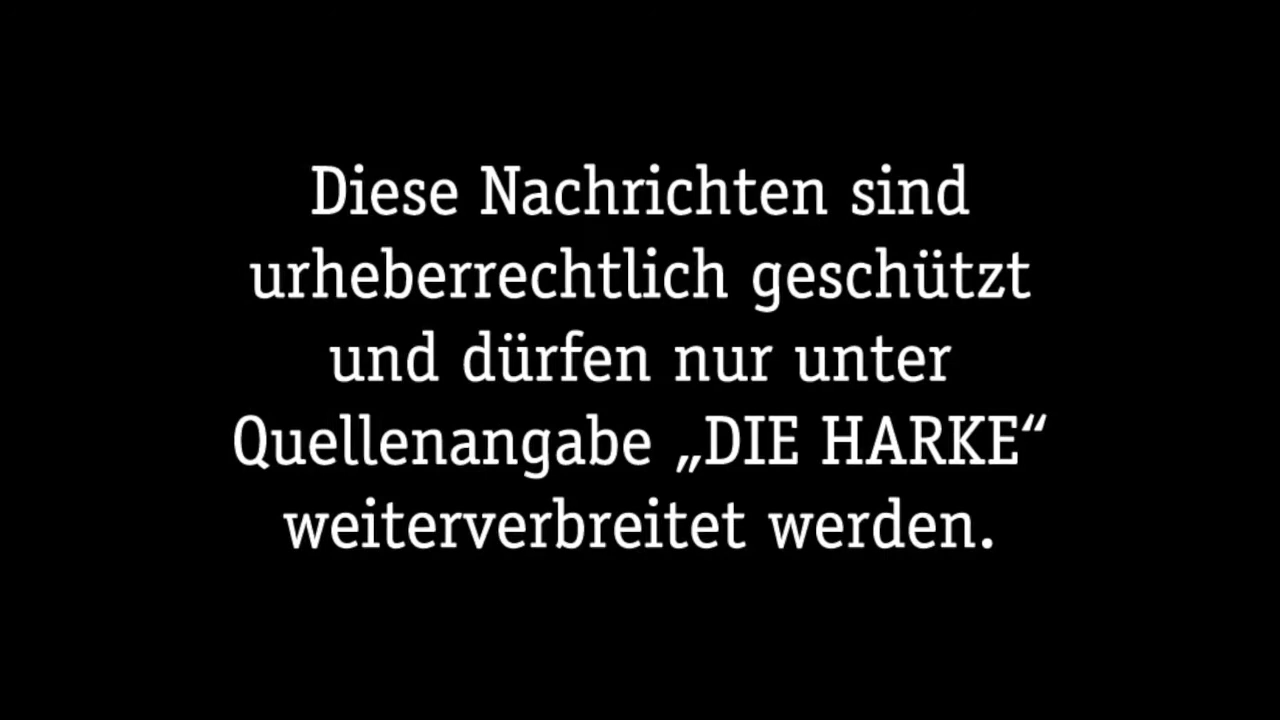 Diese Nachrichten sind
urheberrechtlich geschützt
und dürfen nur unter
Quellenangabe „DIE HARKE“
weiterverbreitet werden.